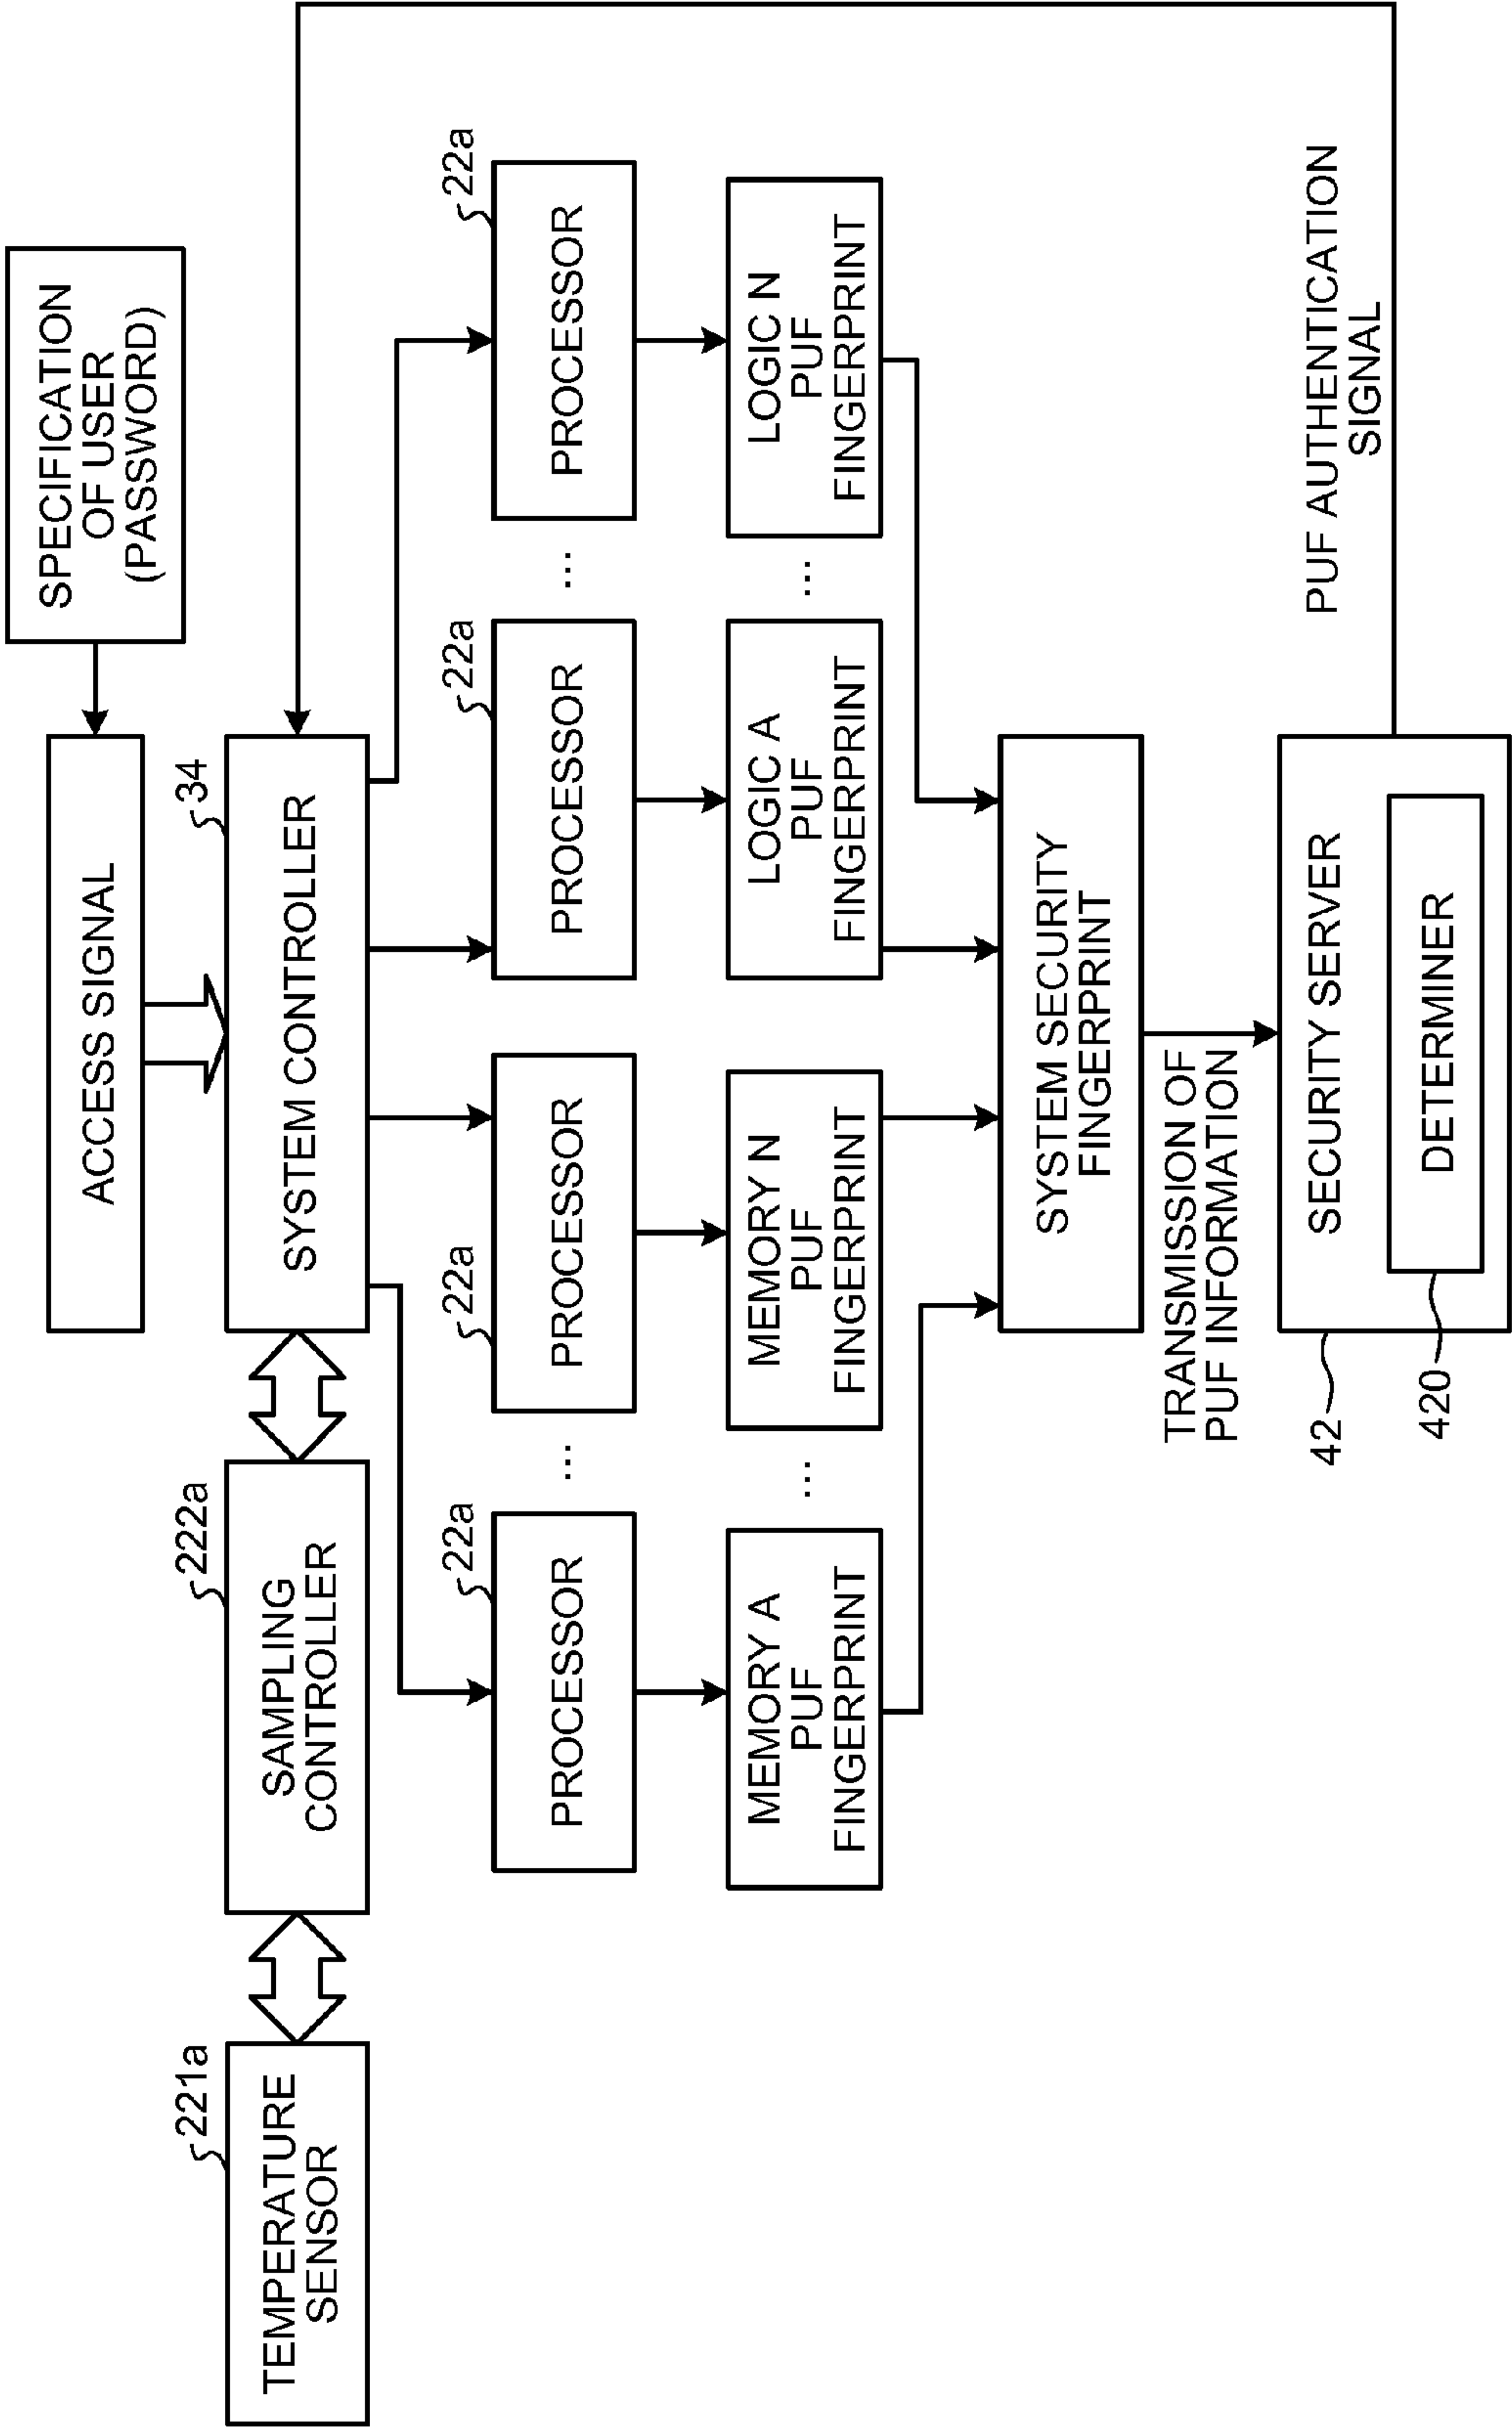 SPECIFICATION
OF USER
(PASSWORD)
ACCESS SIGNAL
221a
TEMPERATURE
SENSOR
222a
SAMPLING
CONTROLLER
34
SYSTEM CONTROLLER
22a
PROCESSOR
...
22a
PROCESSOR
22a
PROCESSOR
...
22a
PROCESSOR
MEMORY A
PUF
FINGERPRINT
...
MEMORY N
PUF
FINGERPRINT
LOGIC A
PUF
FINGERPRINT
...
LOGIC N
PUF
FINGERPRINT
SYSTEM SECURITY
FINGERPRINT
TRANSMISSION OF
PUF INFORMATION
PUF AUTHENTICATION
SIGNAL
42
SECURITY SERVER
420
DETERMINER